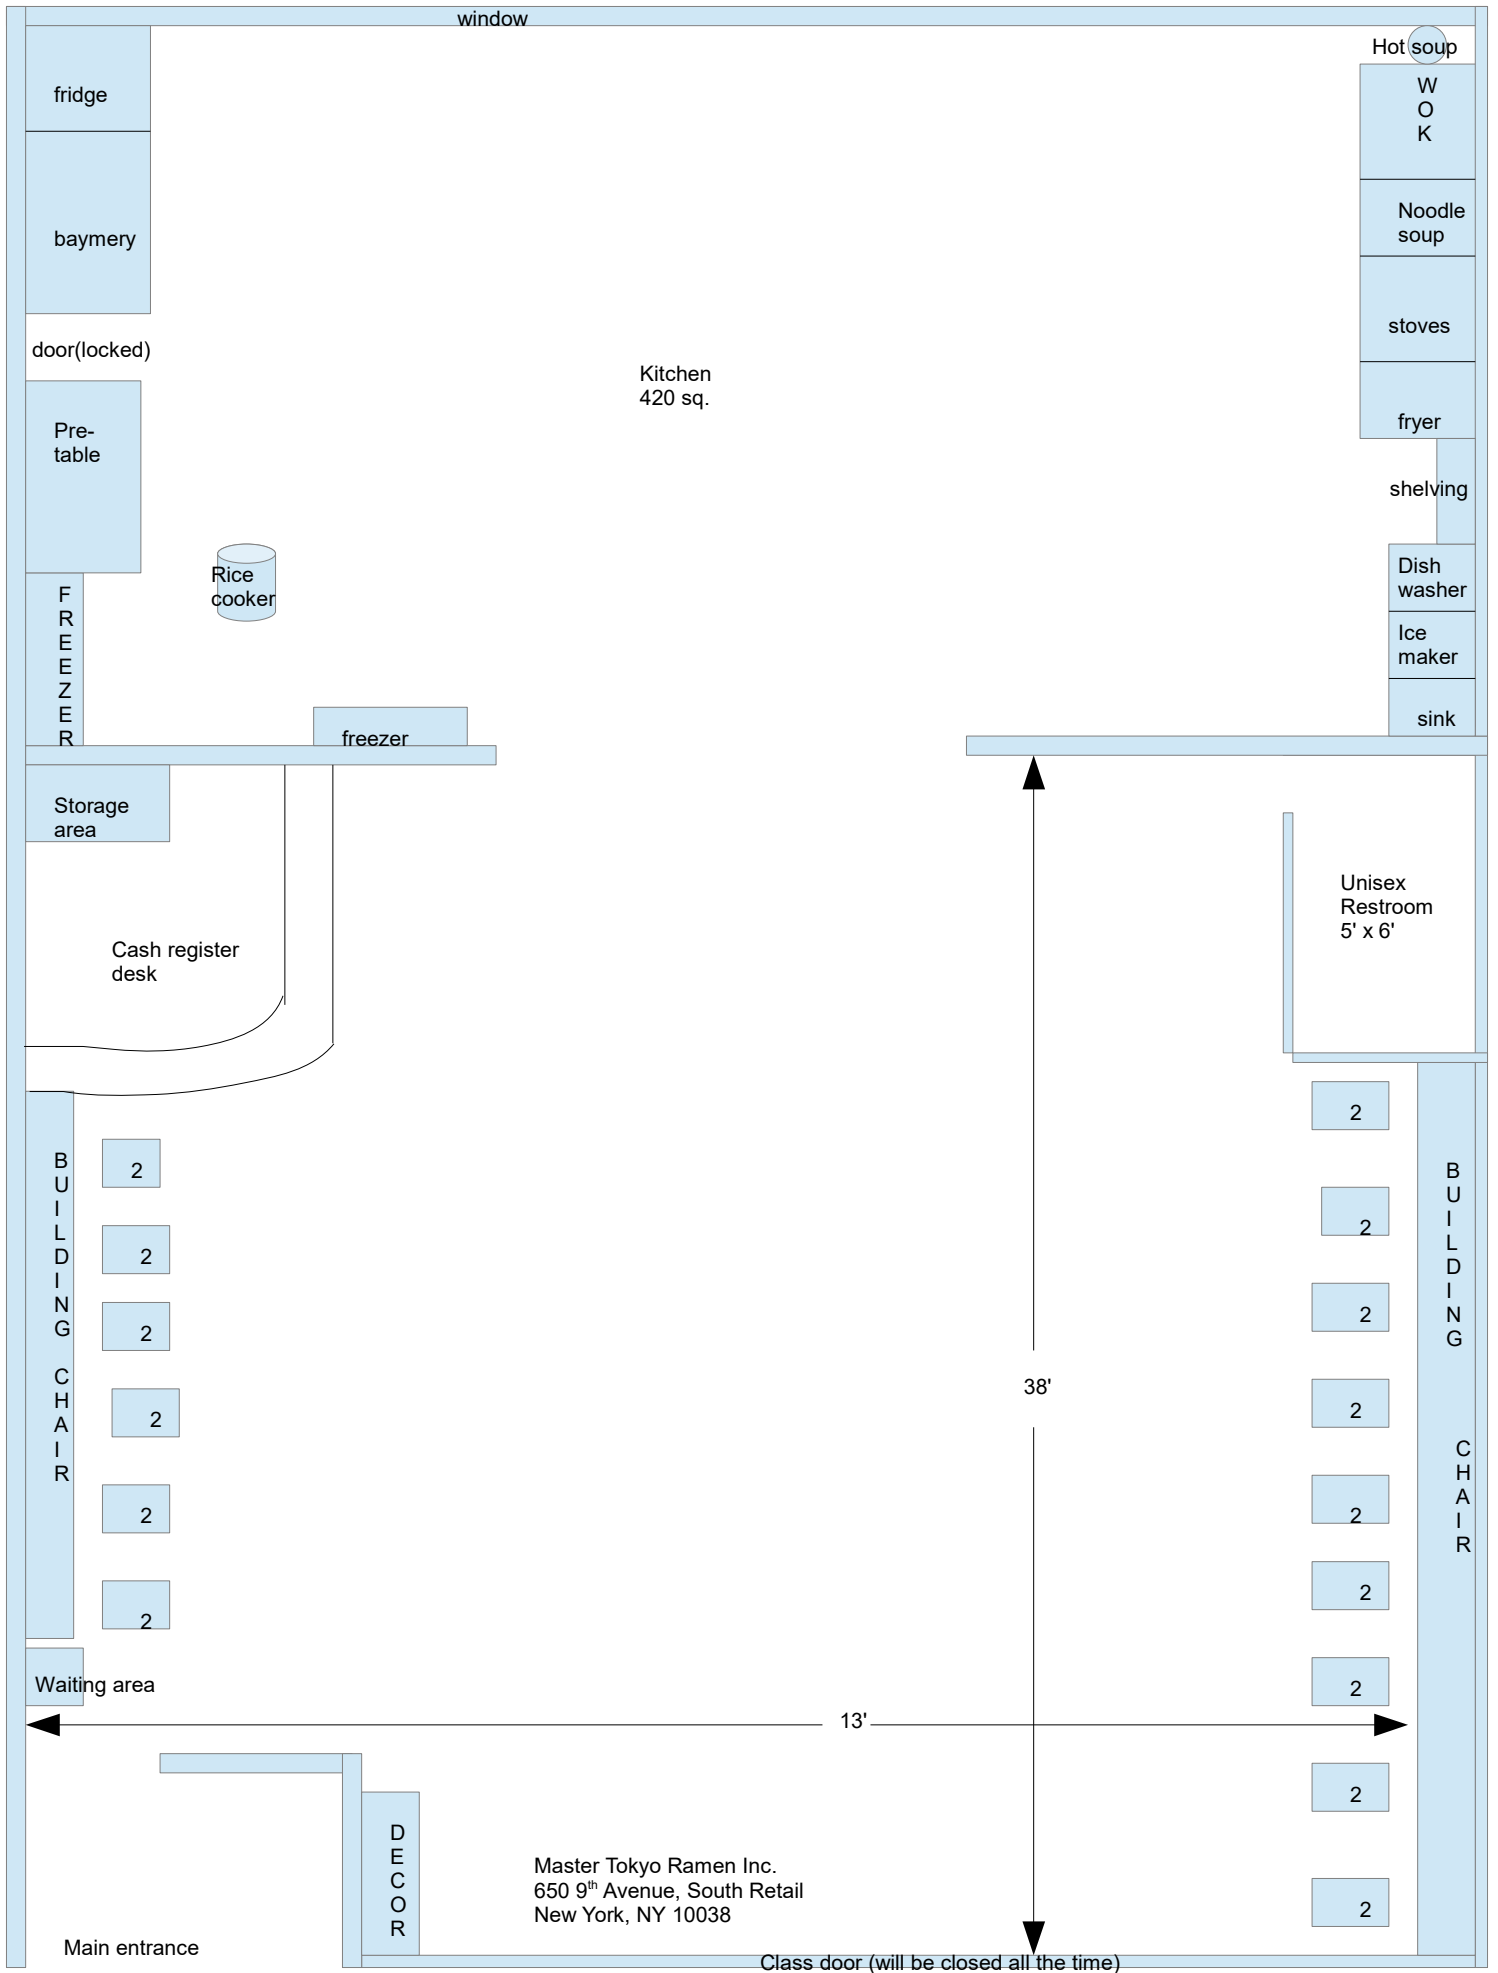 window
Hot soup
fridge
W
O
K
Noodle
soup
baymery
stoves
door(locked)
Kitchen
420 sq.
fryer
Pre-
table
shelving
Dish
washer
Rice
cooker
F
R
E
E
Z
E
R
Ice
maker
sink
freezer
Storage
area
Unisex
Restroom
5' x 6'
Cash register
desk
2
B
U
I
L
D
I
N
G
C
H
A
I
R
2
2
2
2
2
2
B
U
I
L
D
I
N
G
C
H
A
I
R
2
2
2
2
2
2
2
2
38'
Waiting area
13'
D
E
C
O
R
Master Tokyo Ramen Inc.
650 9th Avenue, South Retail
New York, NY 10038
Main entrance
Class door (will be closed all the time)